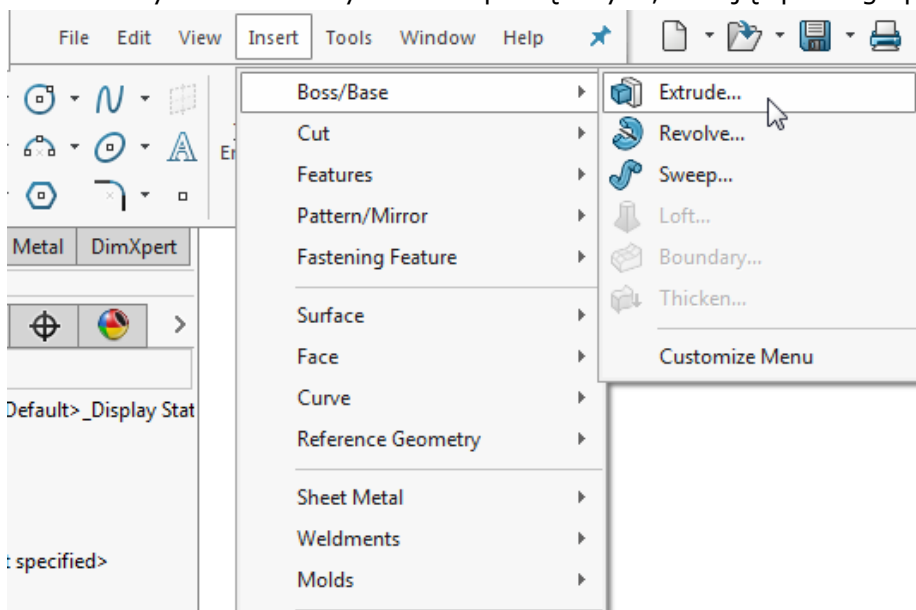 File Edit View Insert Tools Window Help
Boss/Base
Extrude...
Cut
Revolve...
Features
Sweep...
Pattern/Mirror
Loft...
Fastening Feature
Boundary...
Thicken...
Metal DimXpert
Surface
Face
Customize Menu
Default>_Display Stat
Curve
Reference Geometry
Sheet Metal
Weldments
specified>
Molds